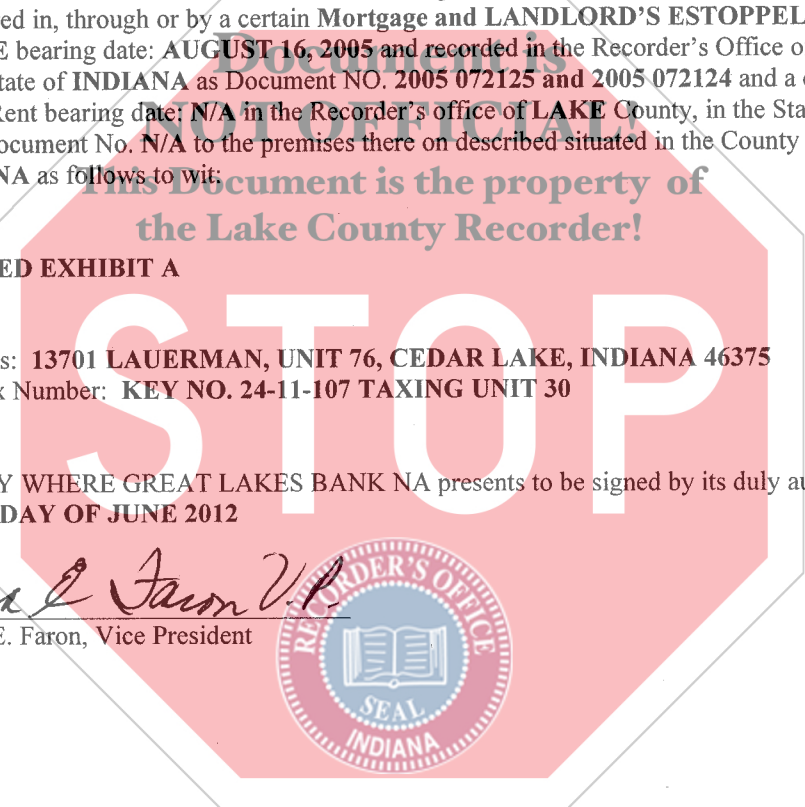 ed in, through or by a certain Mortgage and LANDLORD'S ESTOPPEL
E bearing date: AUGUST 16, 2005 and recorded in the Recorder's Office o
Document is
tate of INDIANA as Document NO. 2005 072125 and 2005 072124 and a
Rent bearing date: N/A in the Recorder's office of LAKE County, in the Sta
NOT OFFICIAL!
ocument No. N/A to the premises there on described situated in the County
NA as follows to wit:
This Document is the property of
the Lake County Recorder!
ED EXHIBIT A
STOP
s: 13701 LAUERMAN, UNIT 76, CEDAR LAKE, INDIANA 46375
x Number: KEY NO. 24-11-107 TAXING UNIT 30
Y WHERE GREAT LAKES BANK NA presents to be signed by its duly au
DAY OF JUNE 2012
E Faron V.P.
E. Faron, Vice President
RECORDER'S OFFICE
SEAL
INDIANA